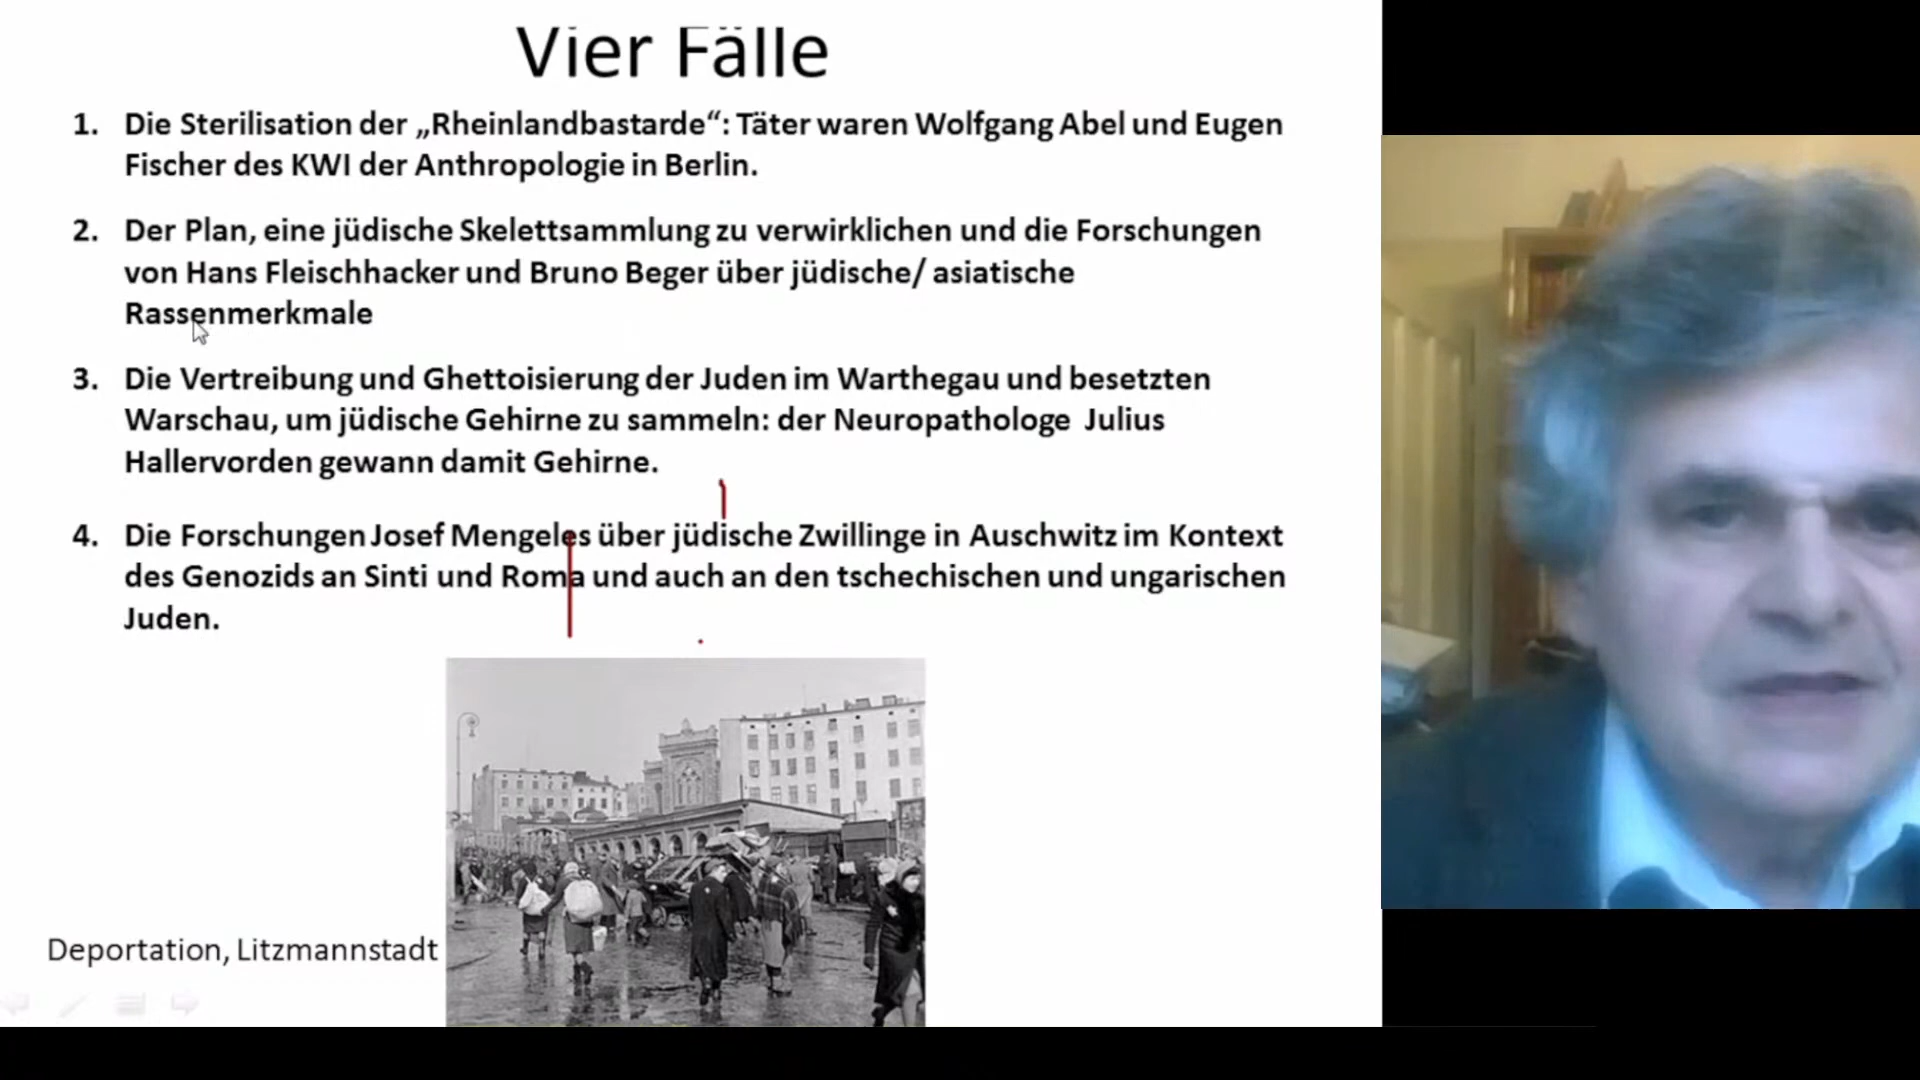 Vier Fälle
1. Die Sterilisation der „Rheinlandbastarde“: Täter waren Wolfgang Abel und Eugen
Fischer des KWI der Anthropologie in Berlin.
2. Der Plan, eine jüdische Skelettsammlung zu verwirklichen und die Forschungen
von Hans Fleischhacker und Bruno Beger über jüdische/ asiatische
Rassenmerkmale
3. Die Vertreibung und Ghettoisierung der Juden im Warthegau und besetzten
Warschau, um jüdische Gehirne zu sammeln: der Neuropathologe Julius
Hallervorden gewann damit Gehirne.
4. Die Forschungen Josef Mengeles über jüdische Zwillinge in Auschwitz im Kontext
des Genozids an Sinti und Roma und auch an den tschechischen und ungarischen
Juden.
Deportation, Litzmannstadt